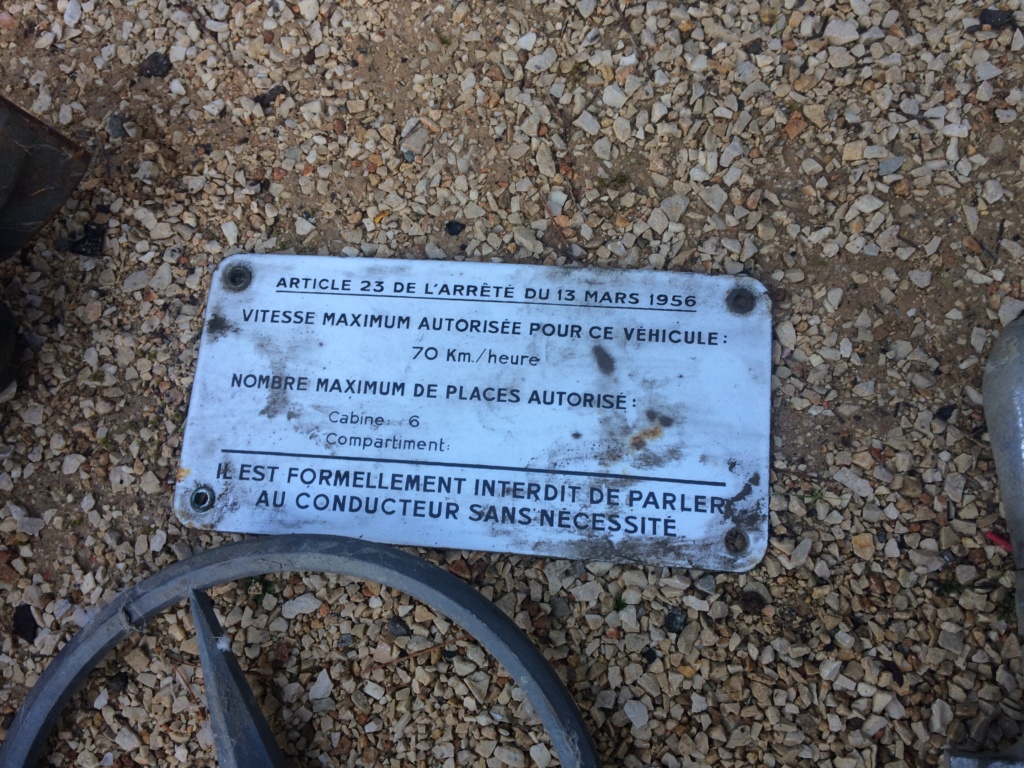 ARTICLE 23 DE L'ARRÊTÉ DU 13 MARS 1956
VITESSE MAXIMUM AUTORISÉE POUR CE VÉHICULE:
70 Km./heure
NOMBRE MAXIMUM DE PLACES AUTORISÉ:
Cabine: 6
Compartiment:
IL EST FORMELLEMENT INTERDIT DE PARLER
AU CONDUCTEUR SANS NÉCESSITÉ